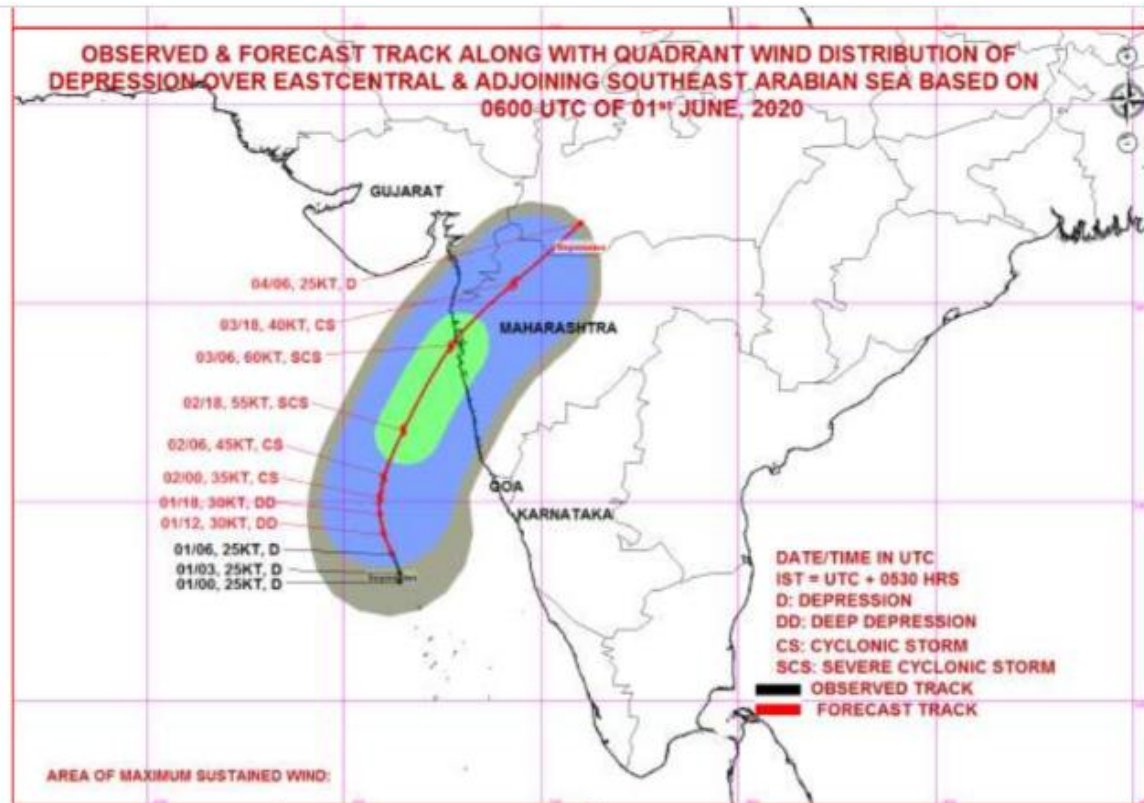 OBSERVED & FORECAST TRACK ALONG WITH QUADRANT WIND DISTRIBUTION OF
DEPRESSION OVER EASTCENTRAL & ADJOINING SOUTHEAST ARABIAN SEA BASED ON
0600 UTC OF 01ST JUNE, 2020
GUJARAT
04/06, 25KT, D
03/18, 40KT, CS
MAHARASHTRA
03/06, 60KT, SCS
02/18, 55KT, SCS
02/06, 45KT, CS
02/00, 35KT, CS
GOA
01/18, 30KT, DD
KARNATAKA
01/12, 30KT, DD
01/06, 25KT, D
01/03, 25KT, D
01/00, 25KT, D
DATE/TIME IN UTC
IST = UTC + 0530 HRS
D: DEPRESSION
DD: DEEP DEPRESSION
CS: CYCLONIC STORM
SCS: SEVERE CYCLONIC STORM
OBSERVED TRACK
FORECAST TRACK
AREA OF MAXIMUM SUSTAINED WIND: